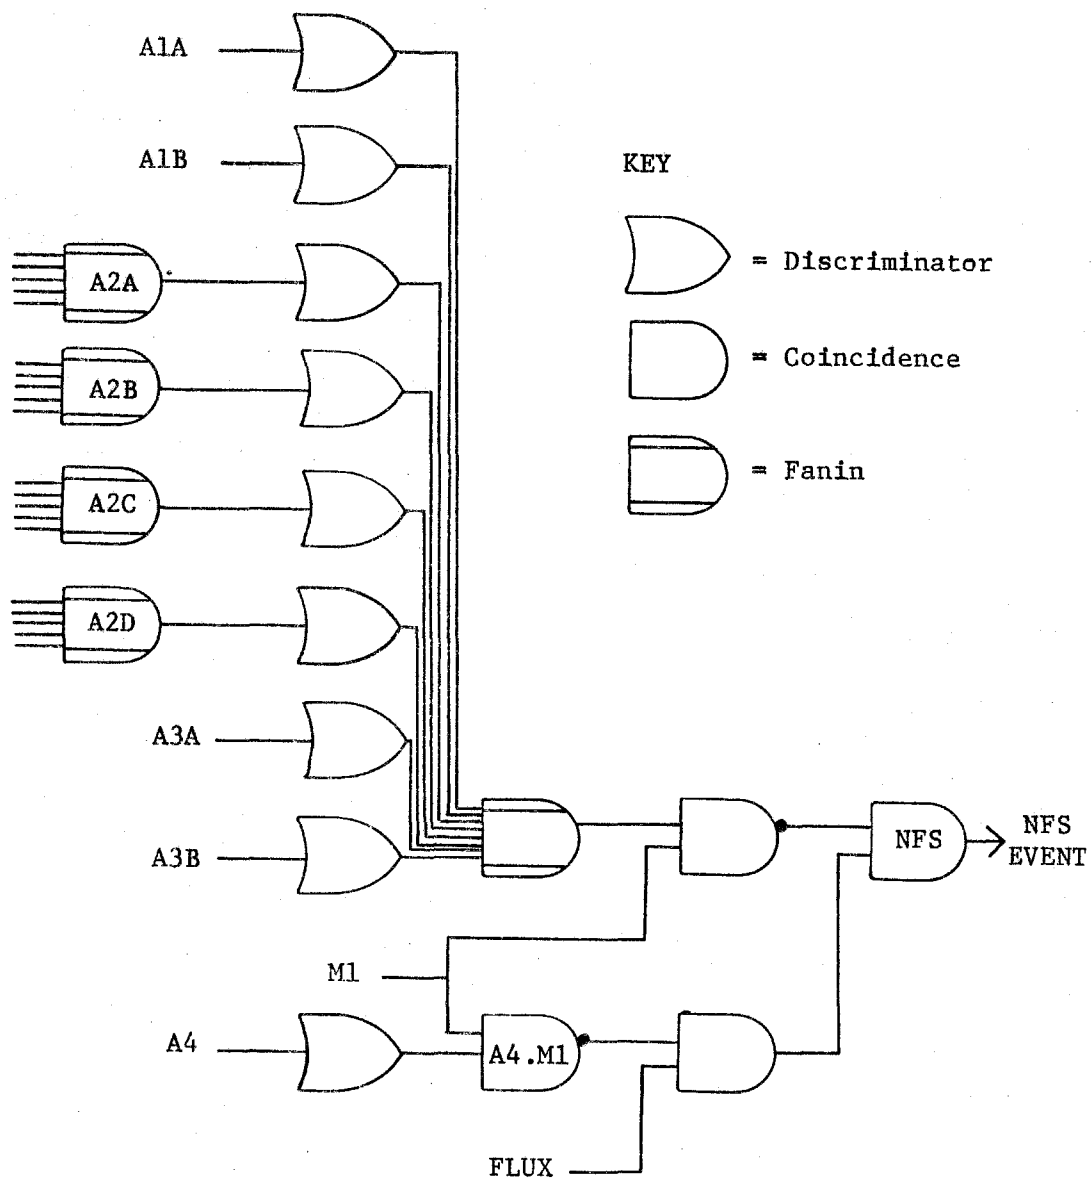 A1A
A1B
A2A
A2B
A2C
A2D
A3A
A3B
M1
A4
A4.M1
FLUX
NFS
NFS
EVENT
KEY
= Discriminator
= Coincidence
= Fanin